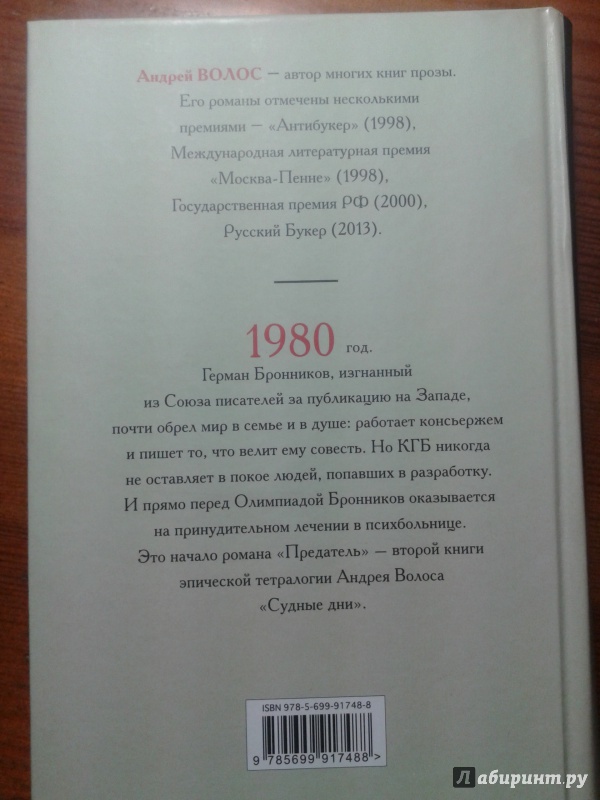 Андрей ВОЛОС — автор многих книг прозы.
Его романы отмечены несколькими
премиями — «Антибукер» (1998),
Международная литературная премия
«Москва-Пенне» (1998),
Государственная премия РФ (2000),
Русский Букер (2013).
1980 год.
Герман Бронников, изгнанный
из Союза писателей за публикацию на Западе,
почти обрел мир в семье и в душе: работает консьержем
и пишет то, что велит ему совесть. Но КГБ никогда
не оставляет в покое людей, попавших в разработку.
И прямо перед Олимпиадой Бронников оказывается
на принудительном лечении в психбольнице.
Это начало романа «Предатель» — второй книги
эпической тетралогии Андрея Волоса
«Судные дни».
ISBN 978-5-699-91748-8
9 785699 917488 >
Лабиринт.ру